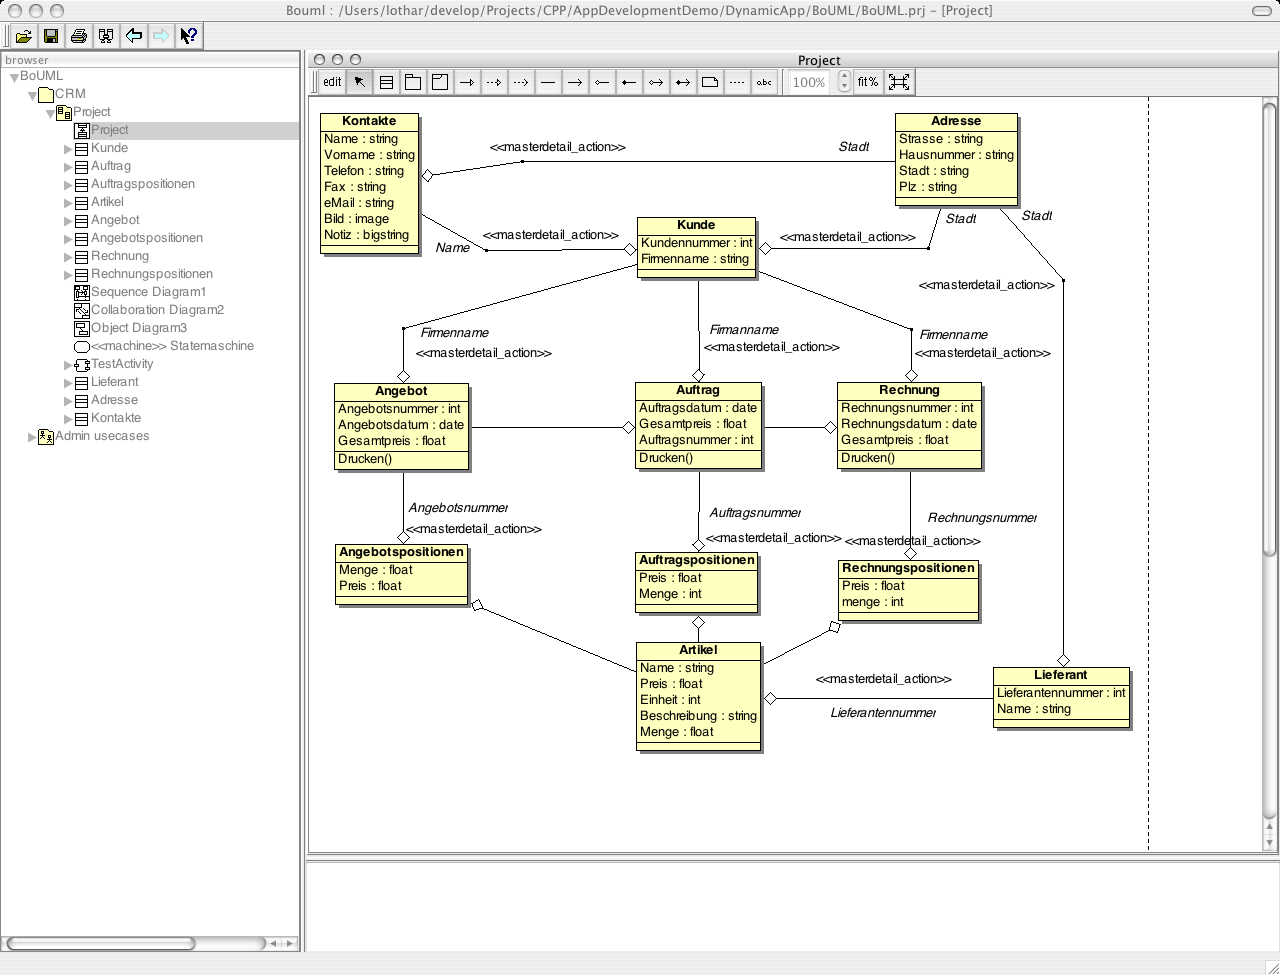 Bouml : /Users/lothar/develop/Projects/CPP/AppDevelopmentDemo/DynamicApp/BoUML/BoUML.prj – [Project]
browser
BoUML
CRM
Project
Project
Kunde
Auftrag
Auftragspositionen
Artikel
Angebot
Angebotspositionen
Rechnung
Rechnungspositionen
Sequence Diagram1
Collaboration Diagram2
Object Diagram3
<<machine>> Statemaschine
TestActivity
Lieferant
Adresse
Kontakte
Admin usecases
Project
edit
abc
100%
fit%
Kontakte
Name : string
Vorname : string
Telefon : string
Fax : string
eMail : string
Bild : image
Notiz : bigstring
<<masterdetail_action>>
Stadt
Adresse
Strasse : string
Hausnummer : string
Stadt : string
Plz : string
Name
<<masterdetail_action>>
Kunde
Kundennummer : int
Firmenname : string
<<masterdetail_action>>
Stadt
Stadt
<<masterdetail_action>>
Firmenname
<<masterdetail_action>>
Firmanname
<<masterdetail_action>>
Firmenname
<<masterdetail_action>>
Angebot
Angebotsnummer : int
Angebotsdatum : date
Gesamtpreis : float
Drucken()
Auftrag
Auftragsdatum : date
Gesamtpreis : float
Auftragsnummer : int
Drucken()
Rechnung
Rechnungsnummer : int
Rechnungsdatum : date
Gesamtpreis : float
Drucken()
Angebotsnummer
<<masterdetail_action>>
Auftragsnummer
<<masterdetail_action>>
Rechnungsnummer
<<masterdetail_action>>
Angebotspositionen
Menge : float
Preis : float
Auftragspositionen
Preis : float
Menge : int
Rechnungspositionen
Preis : float
menge : int
Artikel
Name : string
Preis : float
Einheit : int
Beschreibung : string
Menge : float
<<masterdetail_action>>
Lieferantennummer
Lieferant
Lieferantennummer : int
Name : string